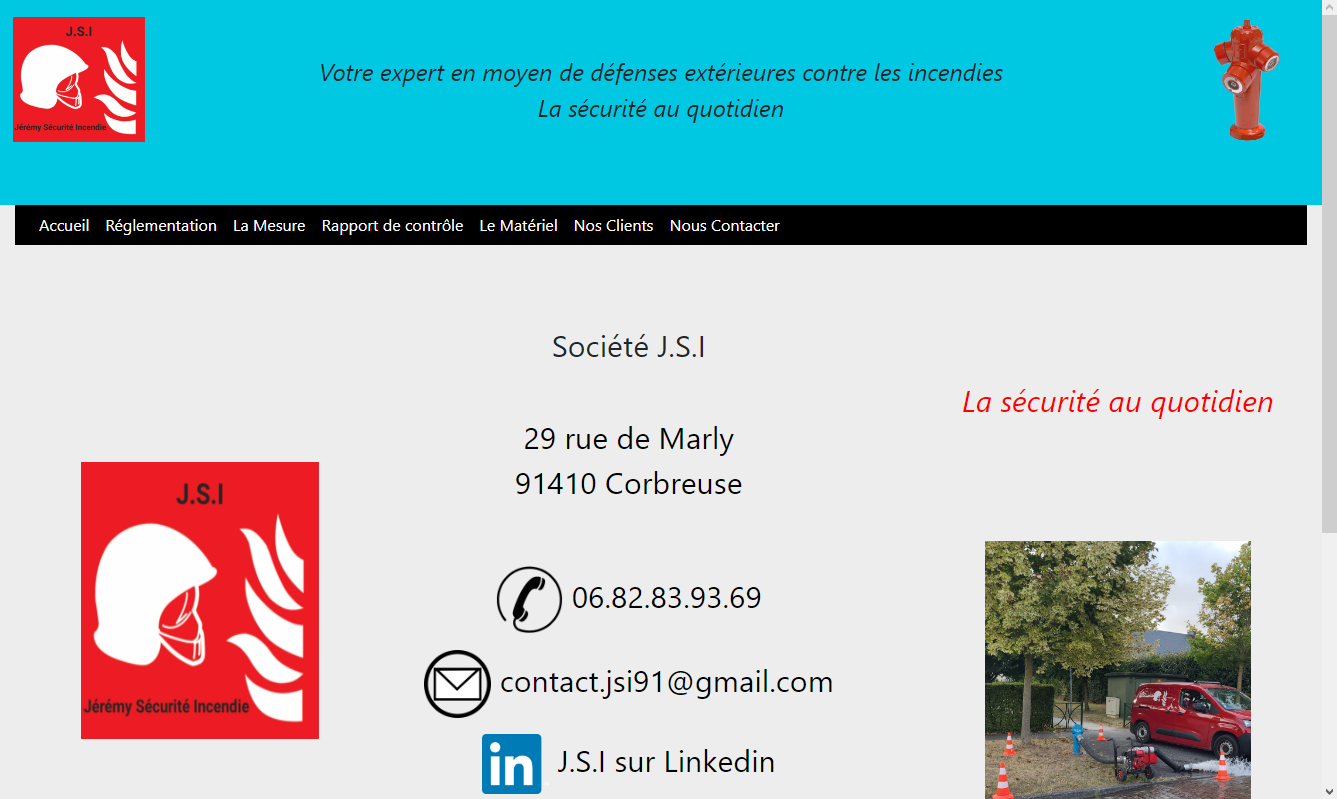 J.S.I
Jérémy Sécurité Incendie
Votre expert en moyen de défenses extérieures contre les incendies
La sécurité au quotidien
Accueil Réglementation La Mesure Rapport de contrôle Le Matériel Nos Clients Nous Contacter
Société J.S.I
La sécurité au quotidien
29 rue de Marly
91410 Corbreuse
J.S.I
Jérémy Sécurité Incendie
06.82.83.93.69
contact.jsi91@gmail.com
in J.S.I sur Linkedin